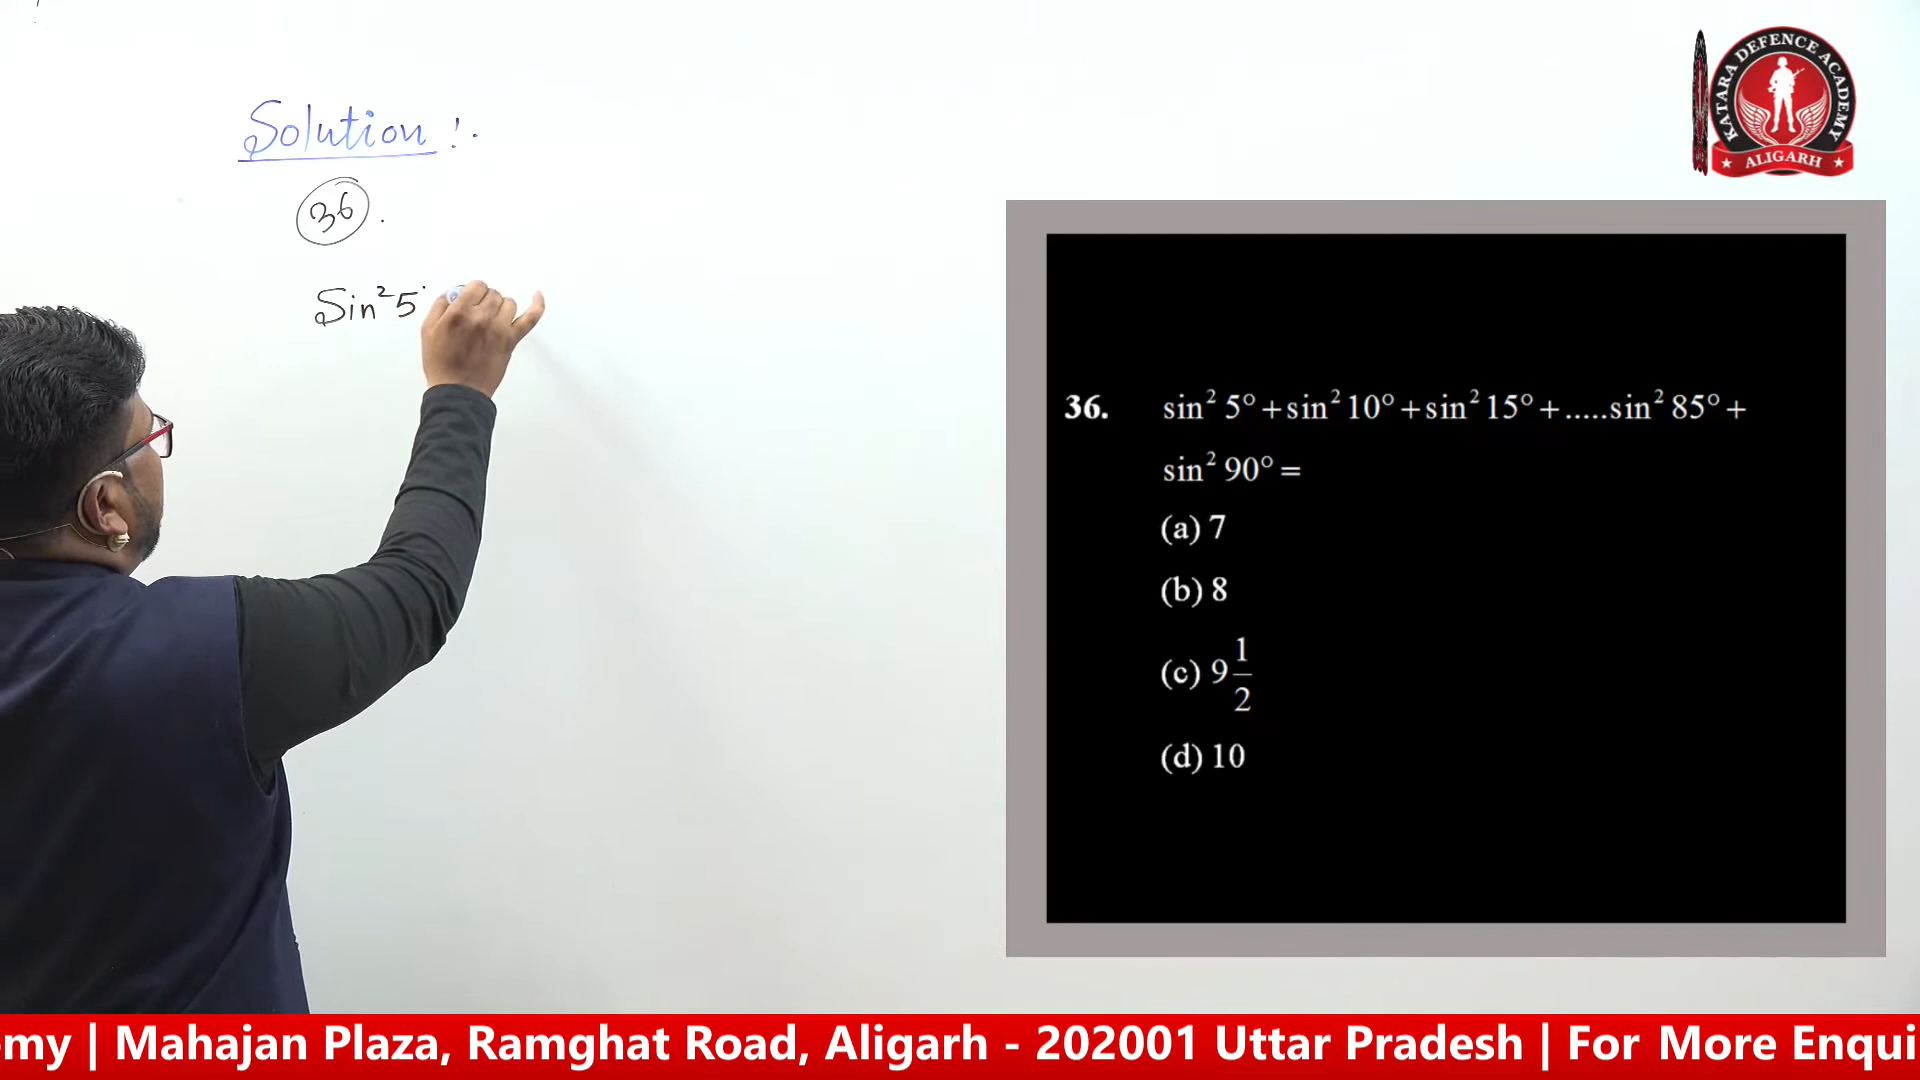 Solution :-
36.
Sin²5°
KATARA DEFENCE ACADEMY
ALIGARH
36. sin² 5° + sin² 10° + sin² 15° + .....sin² 85° +
sin² 90° =
(a) 7
(b) 8
(c) 9 1/2
(d) 10
my | Mahajan Plaza, Ramghat Road, Aligarh - 202001 Uttar Pradesh | For More Enqui